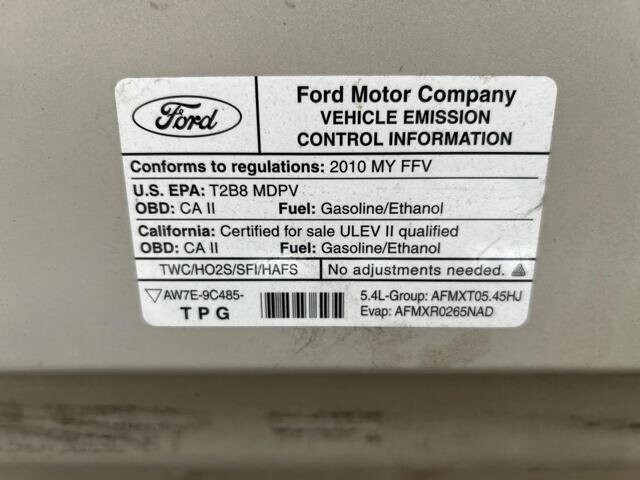 Ford
Ford Motor Company
VEHICLE EMISSION
CONTROL INFORMATION
Conforms to regulations: 2010 MY FFV
U.S. EPA: T2B8 MDPV
OBD: CA II Fuel: Gasoline/Ethanol
California: Certified for sale ULEV II qualified
OBD: CA II Fuel: Gasoline/Ethanol
TWC/HO2S/SFI/HAFS No adjustments needed.
AW7E-9C485- 5.4L-Group: AFMXT05.45HJ
TPG Evap: AFMXR0265NAD